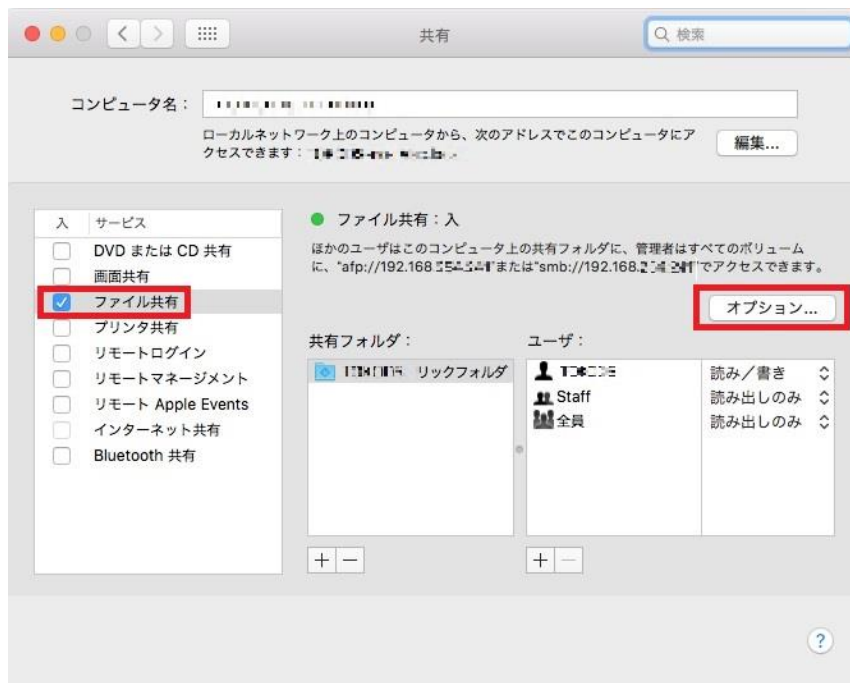 共有
検索
コンピュータ名：
ローカルネットワーク上のコンピュータから、次のアドレスでこのコンピュータにア
クセスできます：
編集...
入 サービス
DVD または CD 共有
画面共有
ファイル共有
プリンタ共有
リモートログイン
リモートマネージメント
リモート Apple Events
インターネット共有
Bluetooth 共有
ファイル共有：入
ほかのユーザはこのコンピュータ上の共有フォルダに、管理者はすべてのボリューム
に、"afp://192.168. "または"smb://192.168. "でアクセスできます。
オプション...
共有フォルダ：
リックフォルダ
ユーザ：
読み／書き
Staff 読み出しのみ
全員 読み出しのみ
+ −
+ −
?